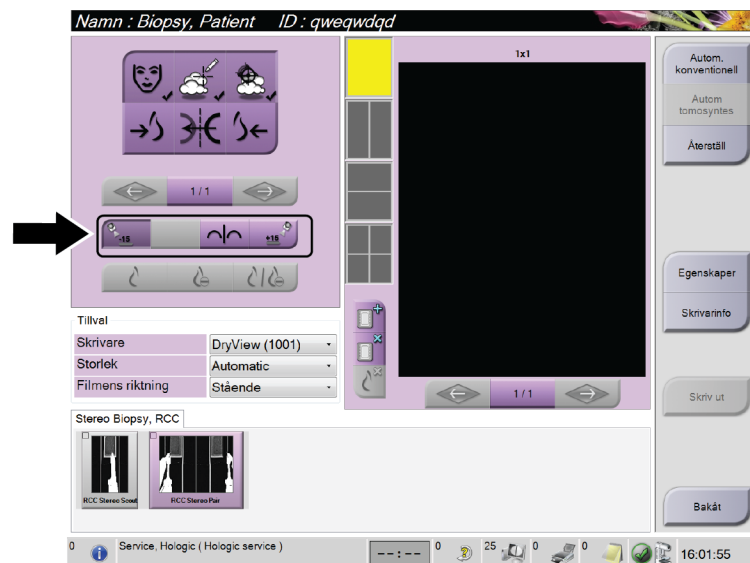 Namn : Biopsy, Patient ID : qweqwdqd
1x1
1/1
-15
+15
Tillval
Skrivare DryView (1001)
Storlek Automatic
Filmens riktning Stående
1/1
Stereo Biopsy, RCC
RCC Stereo Scout
RCC Stereo Pair
Autom.
konventionell
Autom
tomosyntes
Återställ
Egenskaper
Skrivarinfo
Skriv ut
Bakåt
0 Service, Hologic ( Hologic service ) --:-- 0 25 0 0 16:01:55